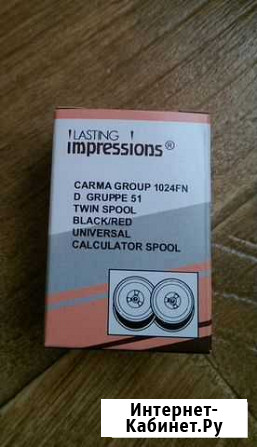 LASTING
impressions®
CARMA GROUP 1024FN
D GRUPPE 51
TWIN SPOOL
BLACK/RED
UNIVERSAL
CALCULATOR SPOOL
Интернет-
Кабинет.Ру